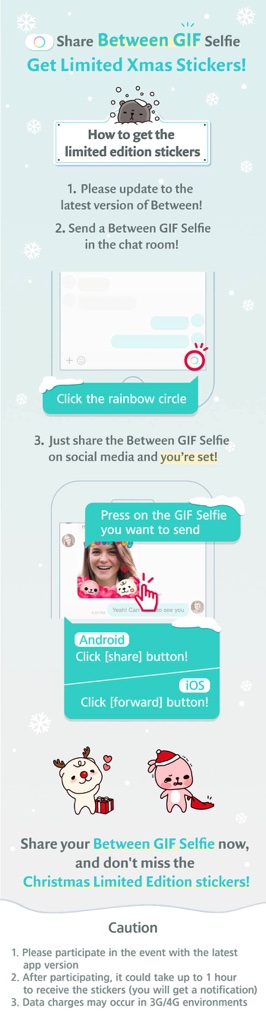 Share Between GIF Selfie
Get Limited Xmas Stickers!
How to get the
limited edition stickers
1. Please update to the
latest version of Between!
2. Send a Between GIF Selfie
in the chat room!
Click the rainbow circle
3. Just share the Between GIF Selfie
on social media and you're set!
Press on the GIF Selfie
you want to send
Yeah! Can to see you
Android
Click [share] button!
iOS
Click [forward] button!
Share your Between GIF Selfie now,
and don't miss the
Christmas Limited Edition stickers!
Caution
1. Please participate in the event with the latest
app version
2. After participating, it could take up to 1 hour
to receive the stickers (you will get a notification)
3. Data charges may occur in 3G/4G environments